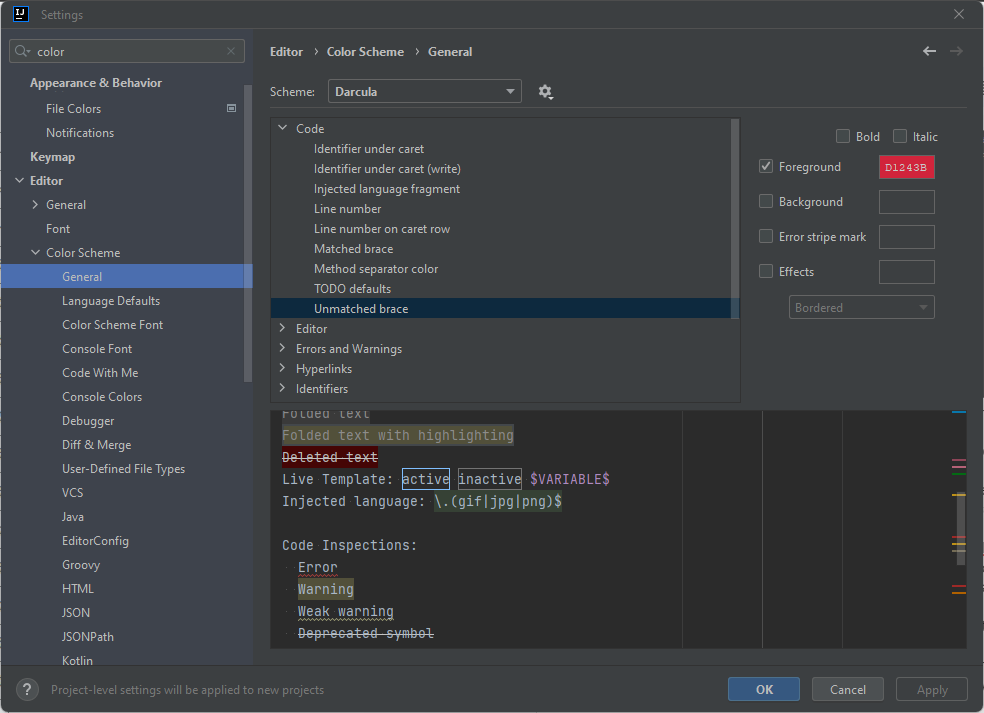 IJ
Settings
color
Appearance & Behavior
File Colors
Notifications
Keymap
Editor
General
Font
Color Scheme
General
Language Defaults
Color Scheme Font
Console Font
Code With Me
Console Colors
Debugger
Diff & Merge
User-Defined File Types
VCS
Java
EditorConfig
Groovy
HTML
JSON
JSONPath
Kotlin
Editor › Color Scheme › General
Scheme: Darcula
Code
Identifier under caret
Identifier under caret (write)
Injected language fragment
Line number
Line number on caret row
Matched brace
Method separator color
TODO defaults
Unmatched brace
Editor
Errors and Warnings
Hyperlinks
Identifiers
Bold Italic
Foreground D1243B
Background
Error stripe mark
Effects
Bordered
Folded text
Folded text with highlighting
Deleted text
Live Template: active inactive $VARIABLE$
Injected language: \.(gif|jpg|png)$
Code Inspections:
Error
Warning
Weak warning
Deprecated symbol
? Project-level settings will be applied to new projects
OK Cancel Apply